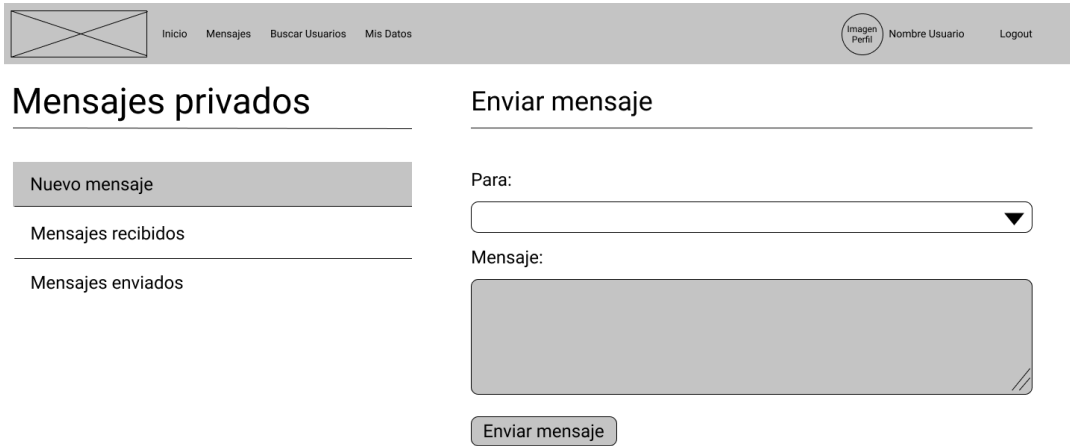 Inicio Mensajes Buscar Usuarios Mis Datos
Imagen
Perfil
Nombre Usuario
Logout
Mensajes privados
Nuevo mensaje
Mensajes recibidos
Mensajes enviados
Enviar mensaje
Para:
Mensaje:
Enviar mensaje